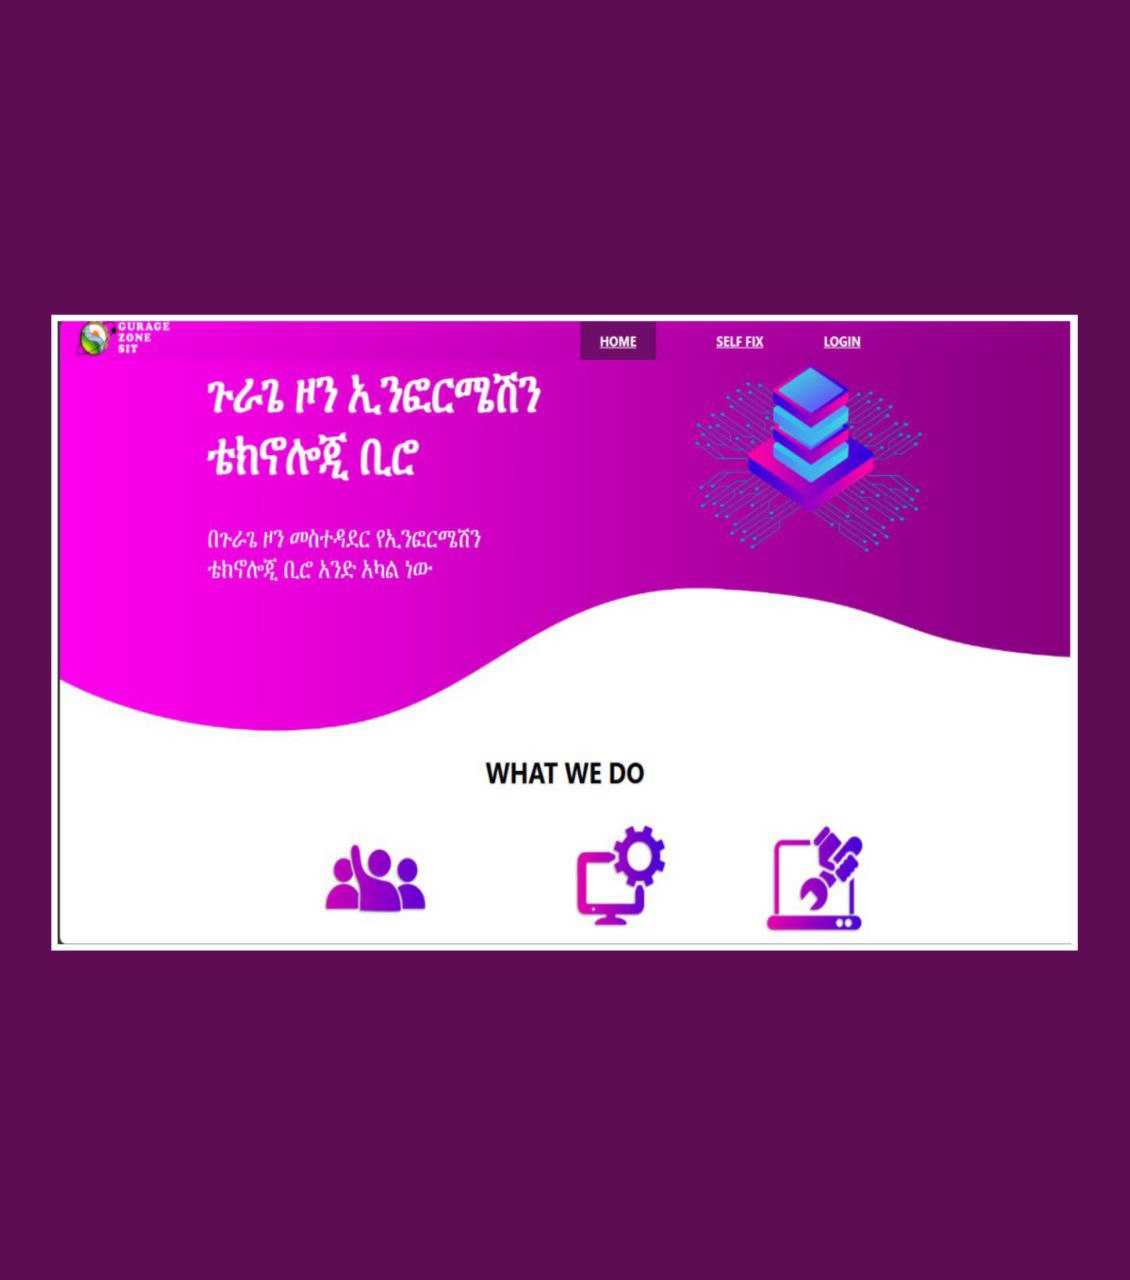 GURAGE
ZONE
SIT
HOME
SELF FIX
LOGIN
ጉራጌ ዞን ኢንፎርሜሽን
ቴክኖሎጂ ቢሮ
በጉራጌ ዞን መስተዳደር የኢንፎርሜሽን
ቴክኖሎጂ ቢሮ አንድ አካል ነው
WHAT WE DO